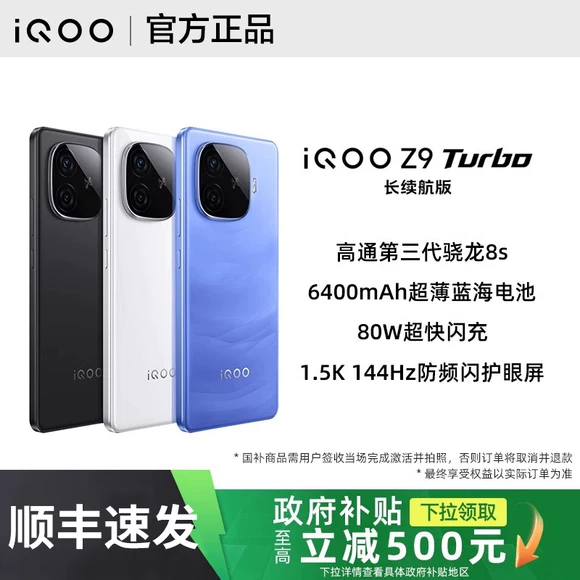 iQOO 官方正品
iQOO Z9 Turbo
长续航版
高通第三代骁龙8s
6400mAh超薄蓝海电池
80W超快闪充
1.5K 144Hz防频闪护眼屏
iQOO
iQOO
iQOO
* 国补商品需用户签收当场完成激活并拍照，否则订单将取消并退款
* 最终享受权益以实际订单为准
顺丰速发
政府补贴 下拉领取
至高 立减500元
下拉详情查看具体政府补贴地区